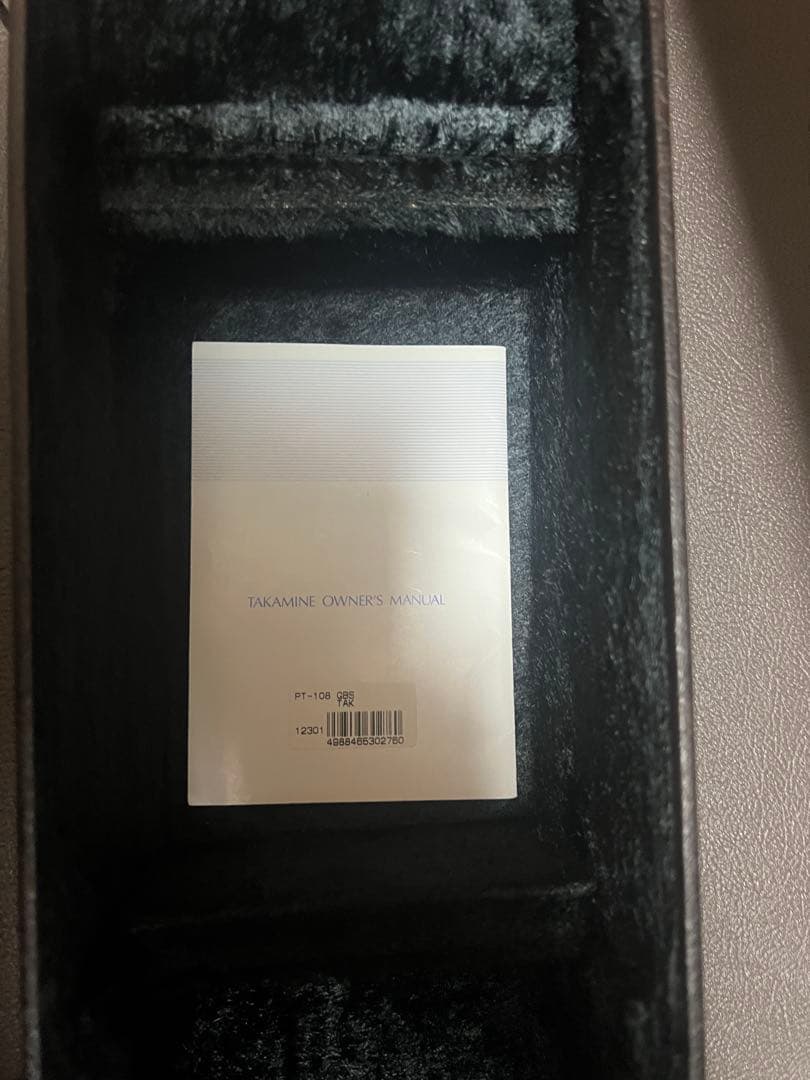 TAKAMINE OWNER'S MANUAL
PT-108 GBS
TAK
12301
4988465302760